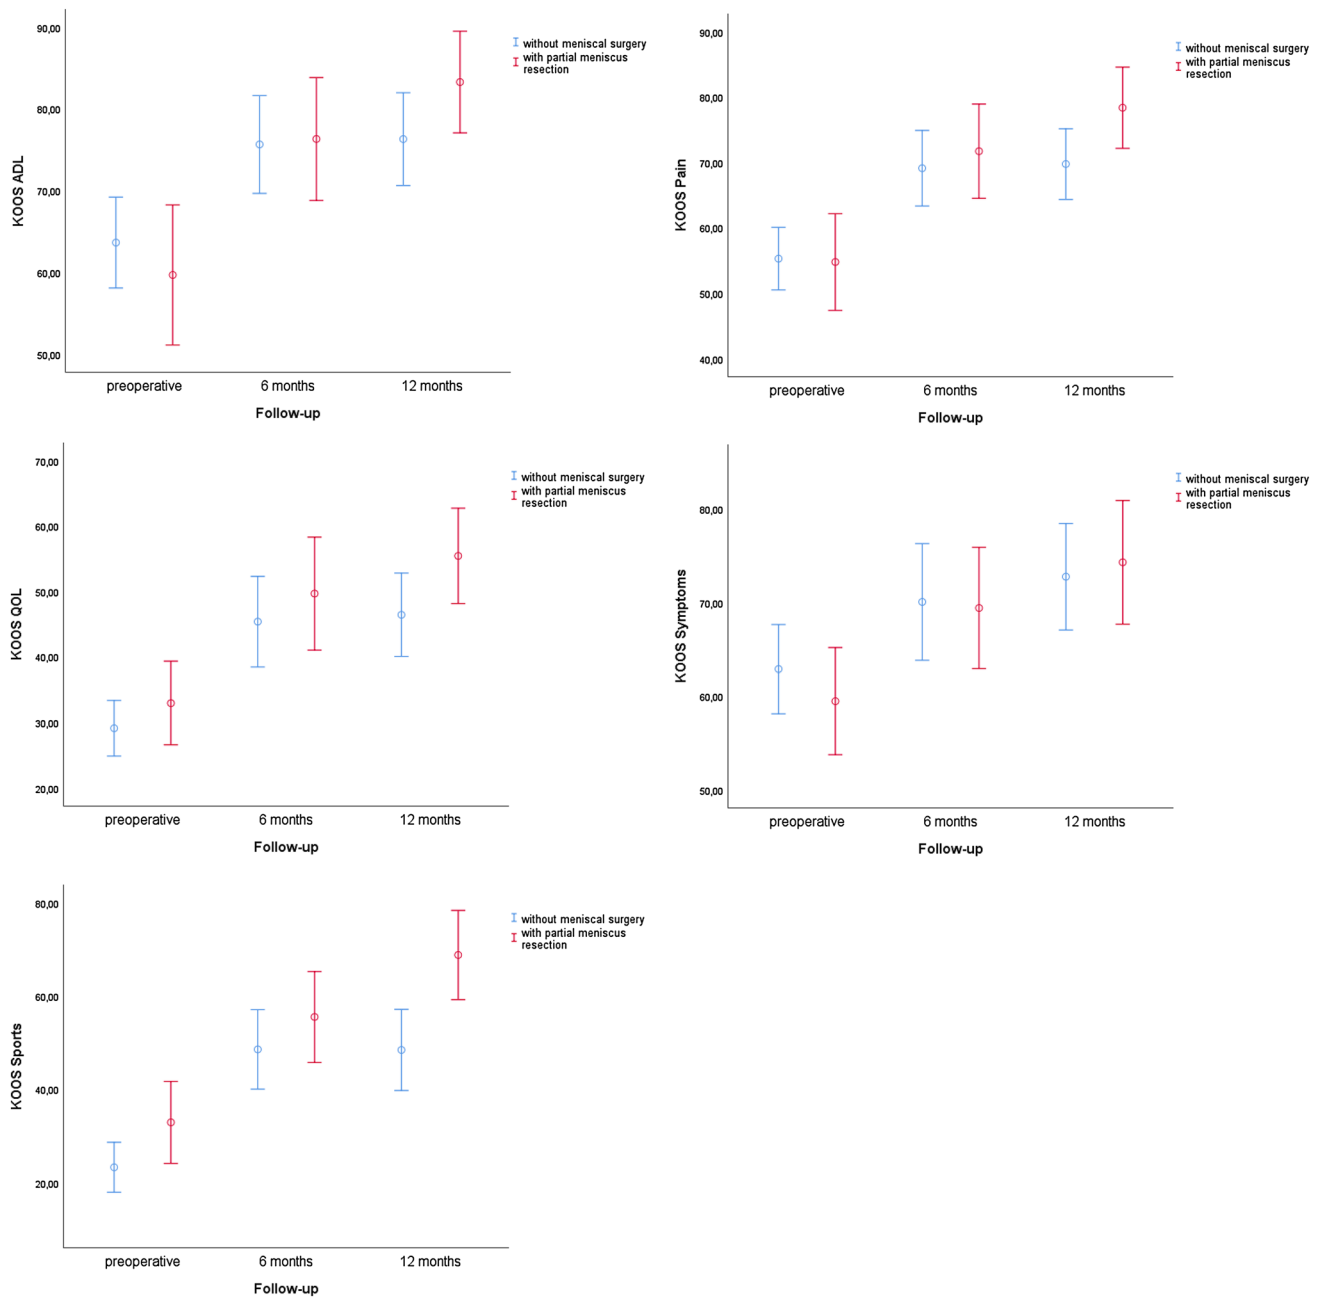 KOOS ADL
90,00
80,00
70,00
60,00
50,00
preoperative
6 months
12 months
Follow-up
without meniscal surgery
with partial meniscus
resection
KOOS Pain
90,00
80,00
70,00
60,00
50,00
40,00
preoperative
6 months
12 months
Follow-up
without meniscal surgery
with partial meniscus
resection
KOOS QOL
70,00
60,00
50,00
40,00
30,00
20,00
preoperative
6 months
12 months
Follow-up
without meniscal surgery
with partial meniscus
resection
KOOS Symptoms
80,00
70,00
60,00
50,00
preoperative
6 months
12 months
Follow-up
without meniscal surgery
with partial meniscus
resection
KOOS Sports
80,00
60,00
40,00
20,00
preoperative
6 months
12 months
Follow-up
without meniscal surgery
with partial meniscus
resection